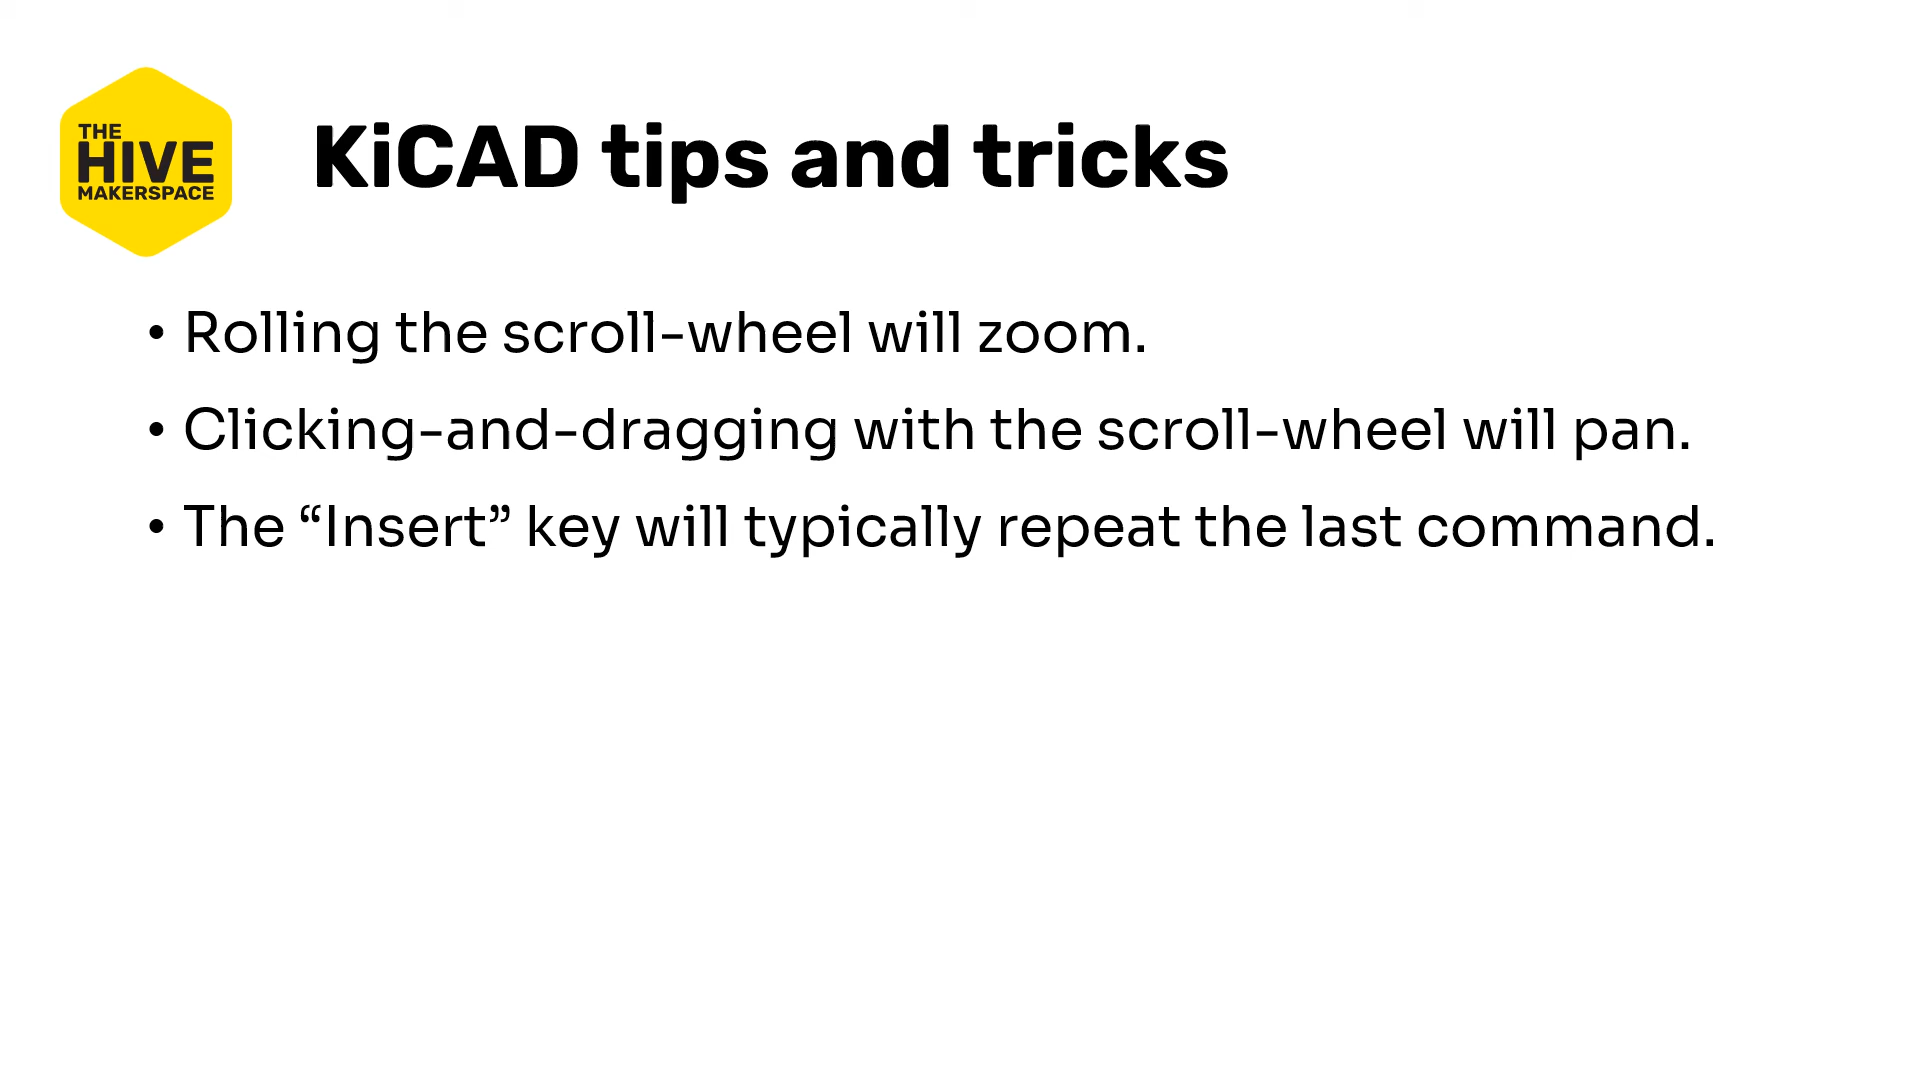 THE
HIVE
MAKERSPACE
KiCAD tips and tricks
• Rolling the scroll-wheel will zoom.
• Clicking-and-dragging with the scroll-wheel will pan.
• The “Insert” key will typically repeat the last command.